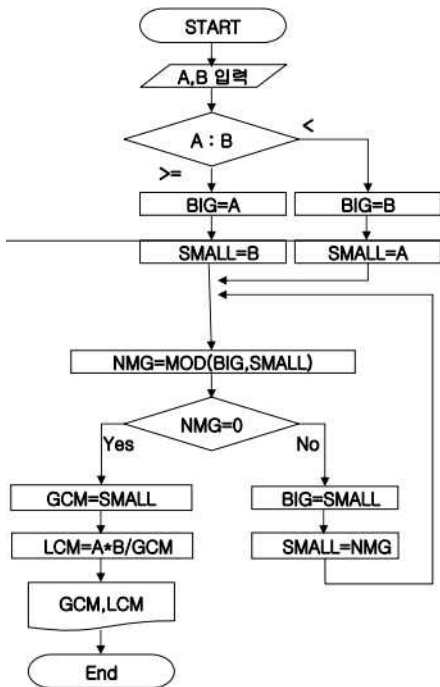 START
A,B 입력
A : B
<
>=
BIG=A
BIG=B
SMALL=B
SMALL=A
NMG=MOD(BIG,SMALL)
NMG=0
Yes
No
GCM=SMALL
BIG=SMALL
LCM=A*B/GCM
SMALL=NMG
GCM,LCM
End